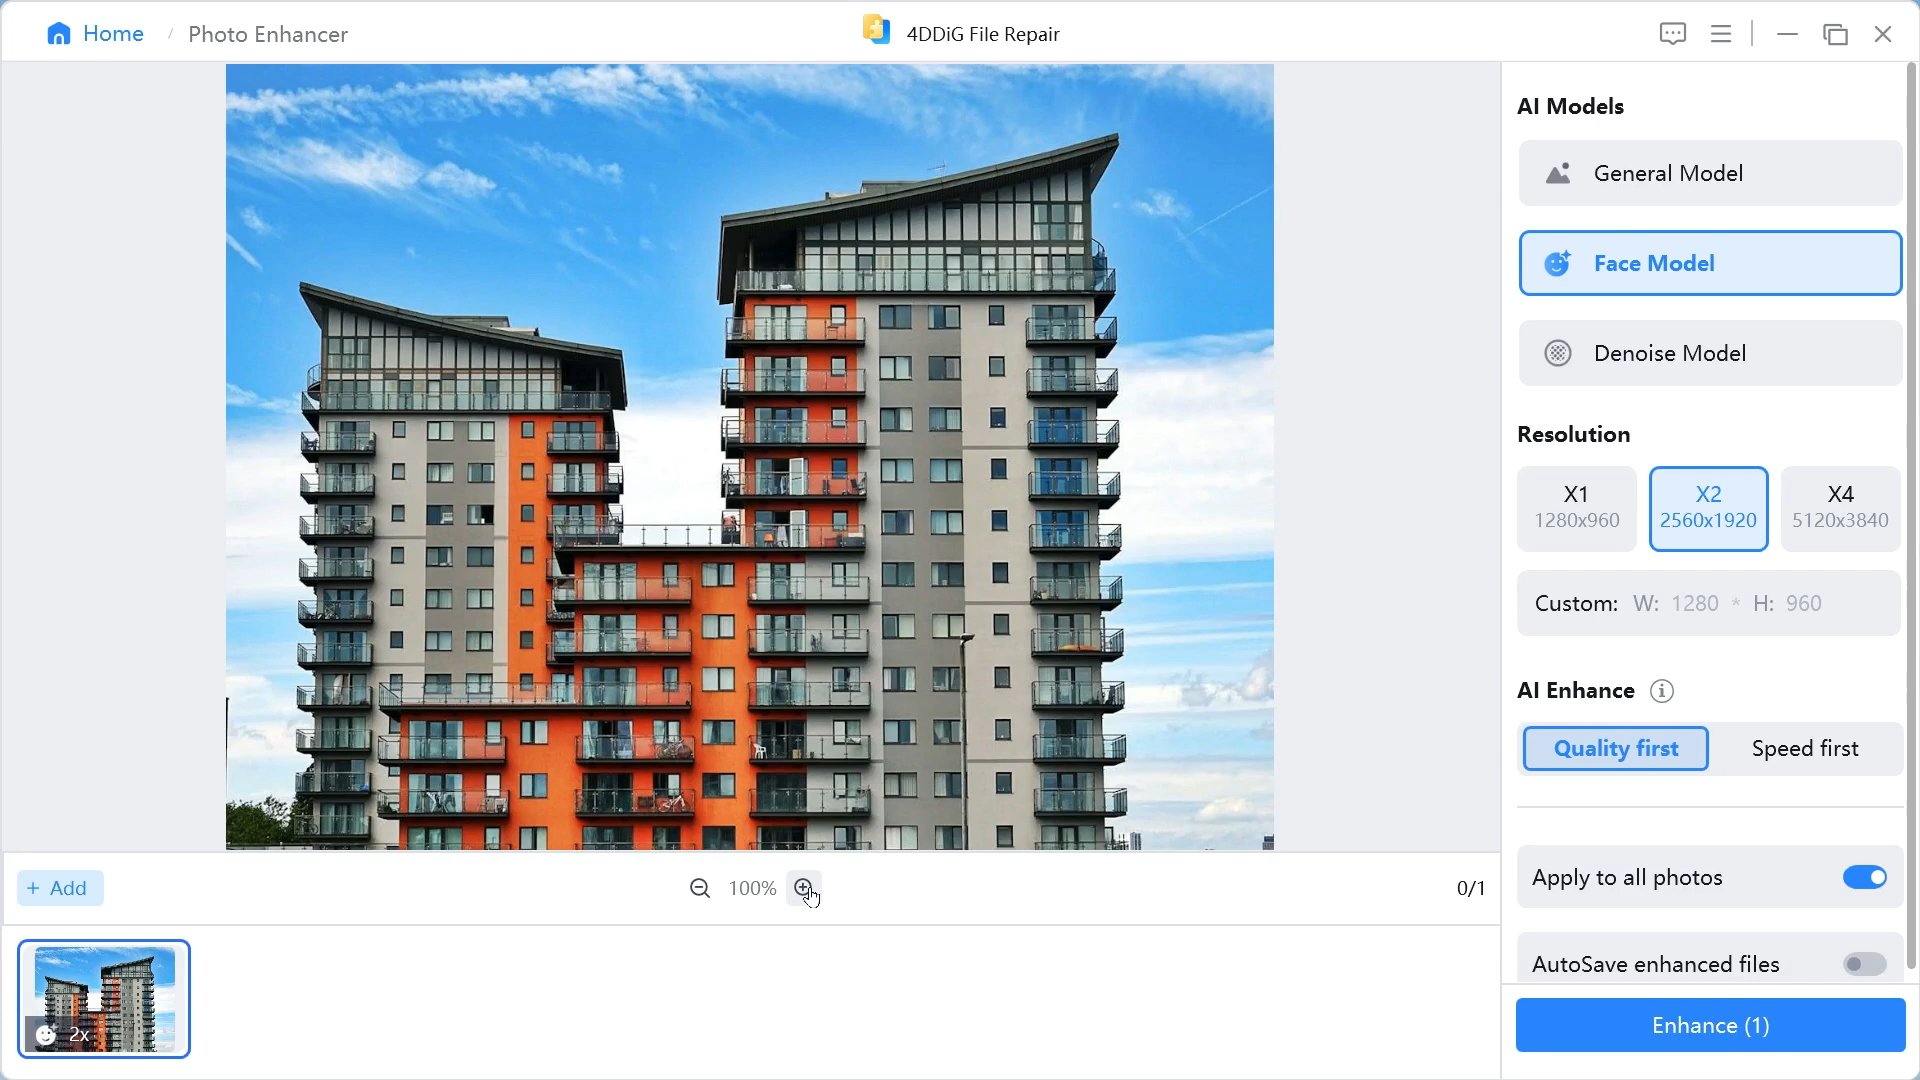 Home / Photo Enhancer
4DDiG File Repair
AI Models
General Model
Face Model
Denoise Model
Resolution
X1
1280x960
X2
2560x1920
X4
5120x3840
Custom: W: 1280 * H: 960
AI Enhance
Quality first
Speed first
Apply to all photos
AutoSave enhanced files
Enhance (1)
+ Add
100%
0/1
2x